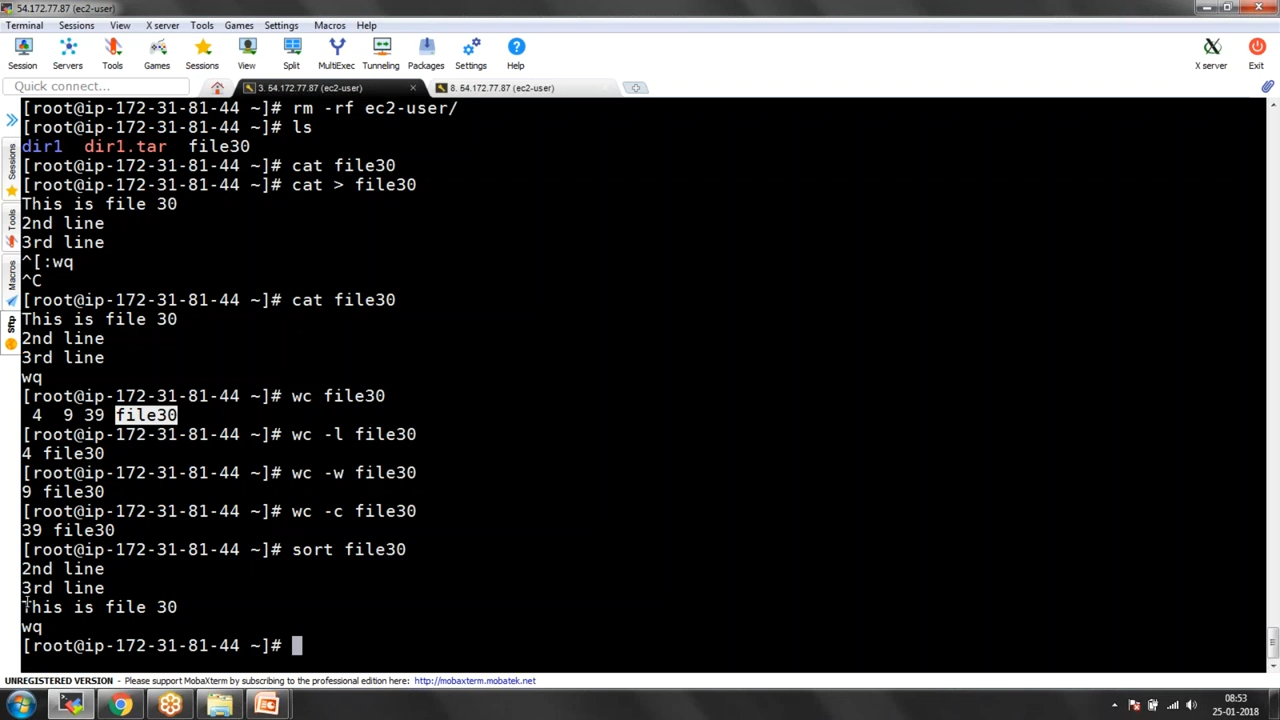 54.172.77.87 (ec2-user)
Terminal Sessions View X server Tools Games Settings Macros Help
Session Servers Tools Games Sessions View Split MultiExec Tunneling Packages Settings Help X server Exit
Quick connect...
3. 54.172.77.87 (ec2-user)
8. 54.172.77.87 (ec2-user)
Sessions
Tools
Macros
Sftp
[root@ip-172-31-81-44 ~]# rm -rf ec2-user/
[root@ip-172-31-81-44 ~]# ls
dir1 dir1.tar file30
[root@ip-172-31-81-44 ~]# cat file30
[root@ip-172-31-81-44 ~]# cat > file30
This is file 30
2nd line
3rd line
^[:wq
^C
[root@ip-172-31-81-44 ~]# cat file30
This is file 30
2nd line
3rd line
wq
[root@ip-172-31-81-44 ~]# wc file30
4 9 39 file30
[root@ip-172-31-81-44 ~]# wc -l file30
4 file30
[root@ip-172-31-81-44 ~]# wc -w file30
9 file30
[root@ip-172-31-81-44 ~]# wc -c file30
39 file30
[root@ip-172-31-81-44 ~]# sort file30
2nd line
3rd line
This is file 30
wq
[root@ip-172-31-81-44 ~]#
UNREGISTERED VERSION - Please support MobaXterm by subscribing to the professional edition here: http://mobaxterm.mobatek.net
08:53
25-01-2018